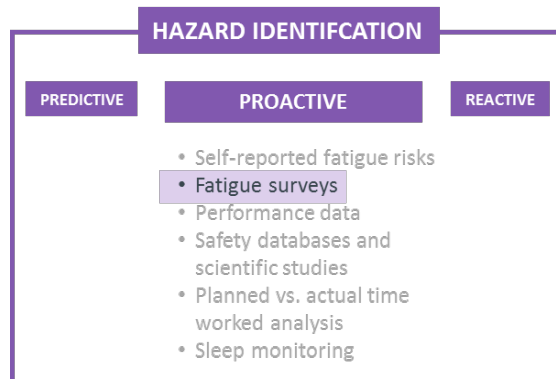 HAZARD IDENTIFCATION
PREDICTIVE
PROACTIVE
REACTIVE
• Self-reported fatigue risks
• Fatigue surveys
• Performance data
• Safety databases and
scientific studies
• Planned vs. actual time
worked analysis
• Sleep monitoring